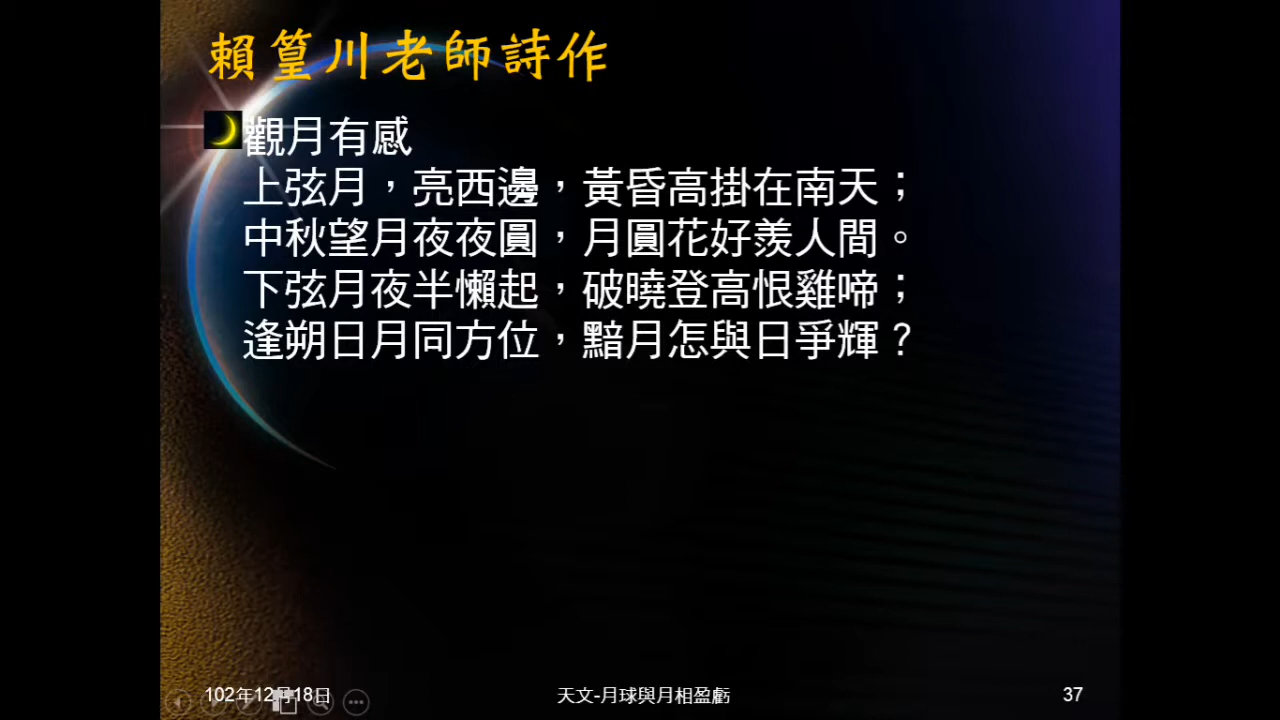 賴篁川老師詩作
觀月有感
上弦月，亮西邊，黃昏高掛在南天；
中秋望月夜夜圓，月圓花好羨人間。
下弦月夜半懶起，破曉登高恨雞啼；
逢朔日月同方位，黯月怎與日爭輝？
102年12月18日
天文-月球與月相盈虧
37